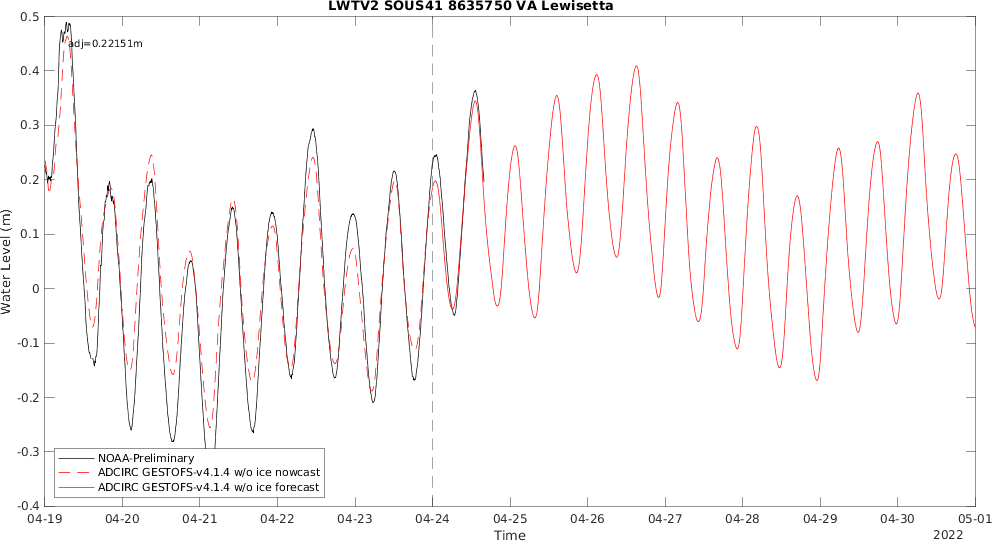 LWTV2 SOUS41 8635750 VA Lewisetta
adj=0.22151m
0.5
0.4
0.3
0.2
0.1
0
-0.1
-0.2
-0.3
-0.4
Water Level (m)
NOAA-Preliminary
ADCIRC GESTOFS-v4.1.4 w/o ice nowcast
ADCIRC GESTOFS-v4.1.4 w/o ice forecast
04-19 04-20 04-21 04-22 04-23 04-24 04-25 04-26 04-27 04-28 04-29 04-30 05-01
Time
2022